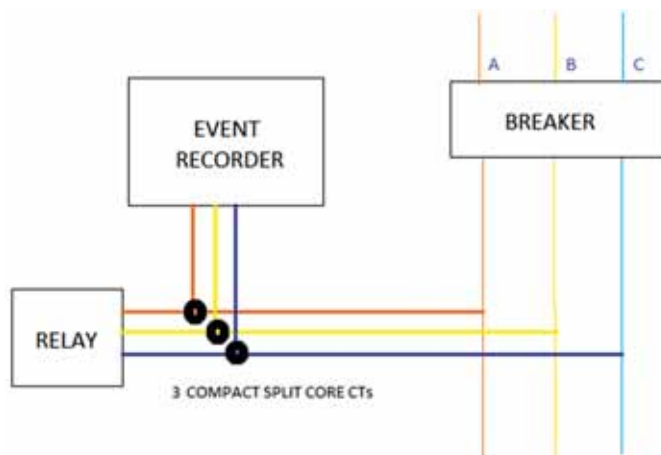 A B C
EVENT
RECORDER
BREAKER
RELAY
3 COMPACT SPLIT CORE CTs